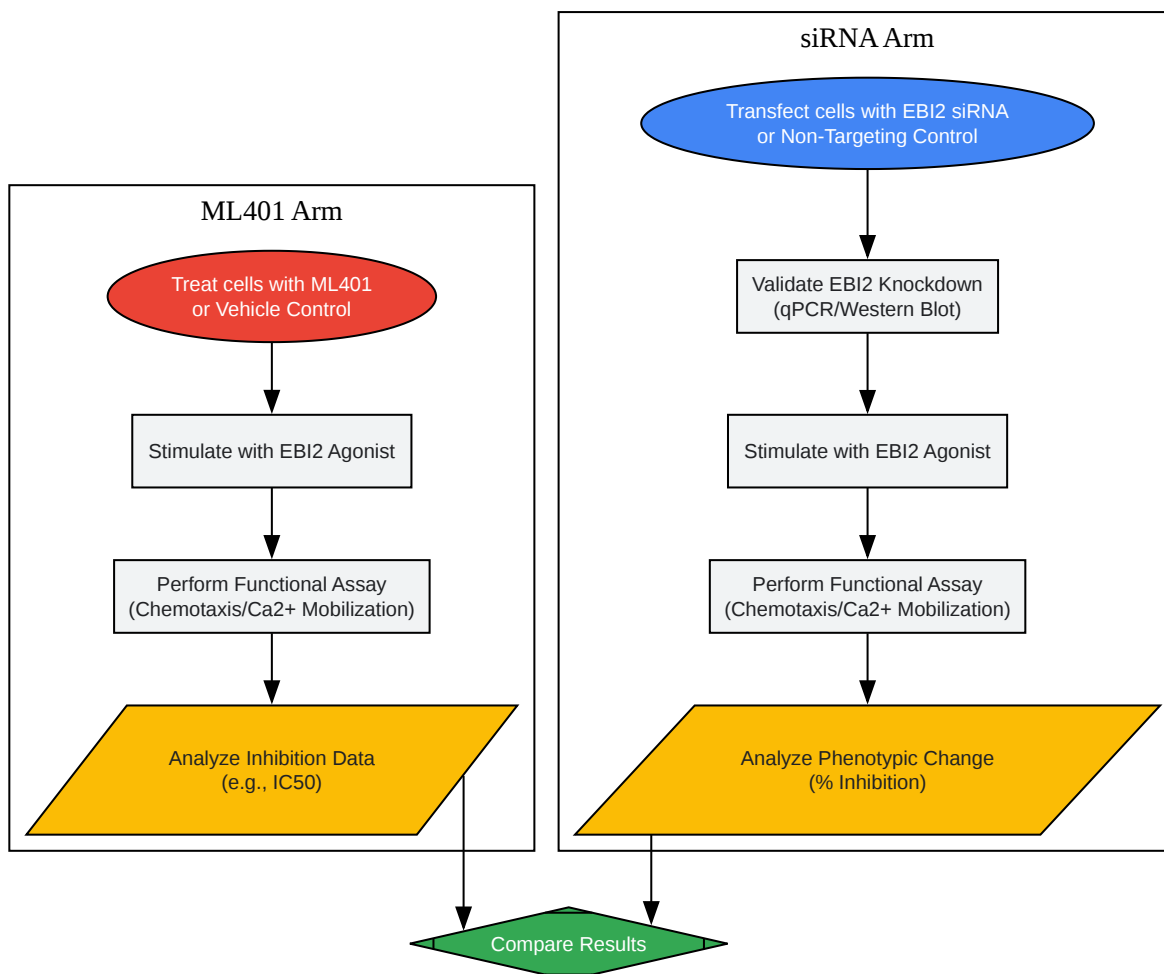 ML401 Arm
Treat cells with ML401
or Vehicle Control
Stimulate with EBI2 Agonist
Perform Functional Assay
(Chemotaxis/Ca2+ Mobilization)
Analyze Inhibition Data
(e.g., IC50)
siRNA Arm
Transfect cells with EBI2 siRNA
or Non-Targeting Control
Validate EBI2 Knockdown
(qPCR/Western Blot)
Stimulate with EBI2 Agonist
Perform Functional Assay
(Chemotaxis/Ca2+ Mobilization)
Analyze Phenotypic Change
(% Inhibition)
Compare Results